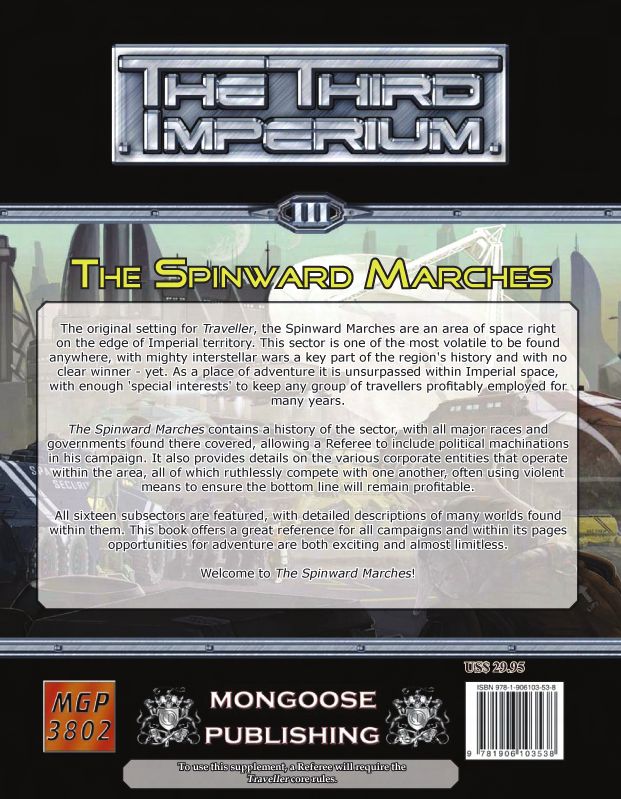 THE THIRD
IMPERIUM
III
THE SPINWARD MARCHES
The original setting for Traveller, the Spinward Marches are an area of space right
on the edge of Imperial territory. This sector is one of the most volatile to be found
anywhere, with mighty interstellar wars a key part of the region's history and with no
clear winner - yet. As a place of adventure it is unsurpassed within Imperial space,
with enough 'special interests' to keep any group of travellers profitably employed for
many years.
The Spinward Marches contains a history of the sector, with all major races and
governments found there covered, allowing a Referee to include political machinations
in his campaign. It also provides details on the various corporate entities that operate
within the area, all of which ruthlessly compete with one another, often using violent
means to ensure the bottom line will remain profitable.
All sixteen subsectors are featured, with detailed descriptions of many worlds found
within them. This book offers a great reference for all campaigns and within its pages
opportunities for adventure are both exciting and almost limitless.
Welcome to The Spinward Marches!
SECURITY
US$ 29.95
ISBN 978-1-906103-53-8
9 781906 103538
MGP
3802
MONGOOSE
PUBLISHING
To use this supplement, a Referee will require the
Traveller core rules.